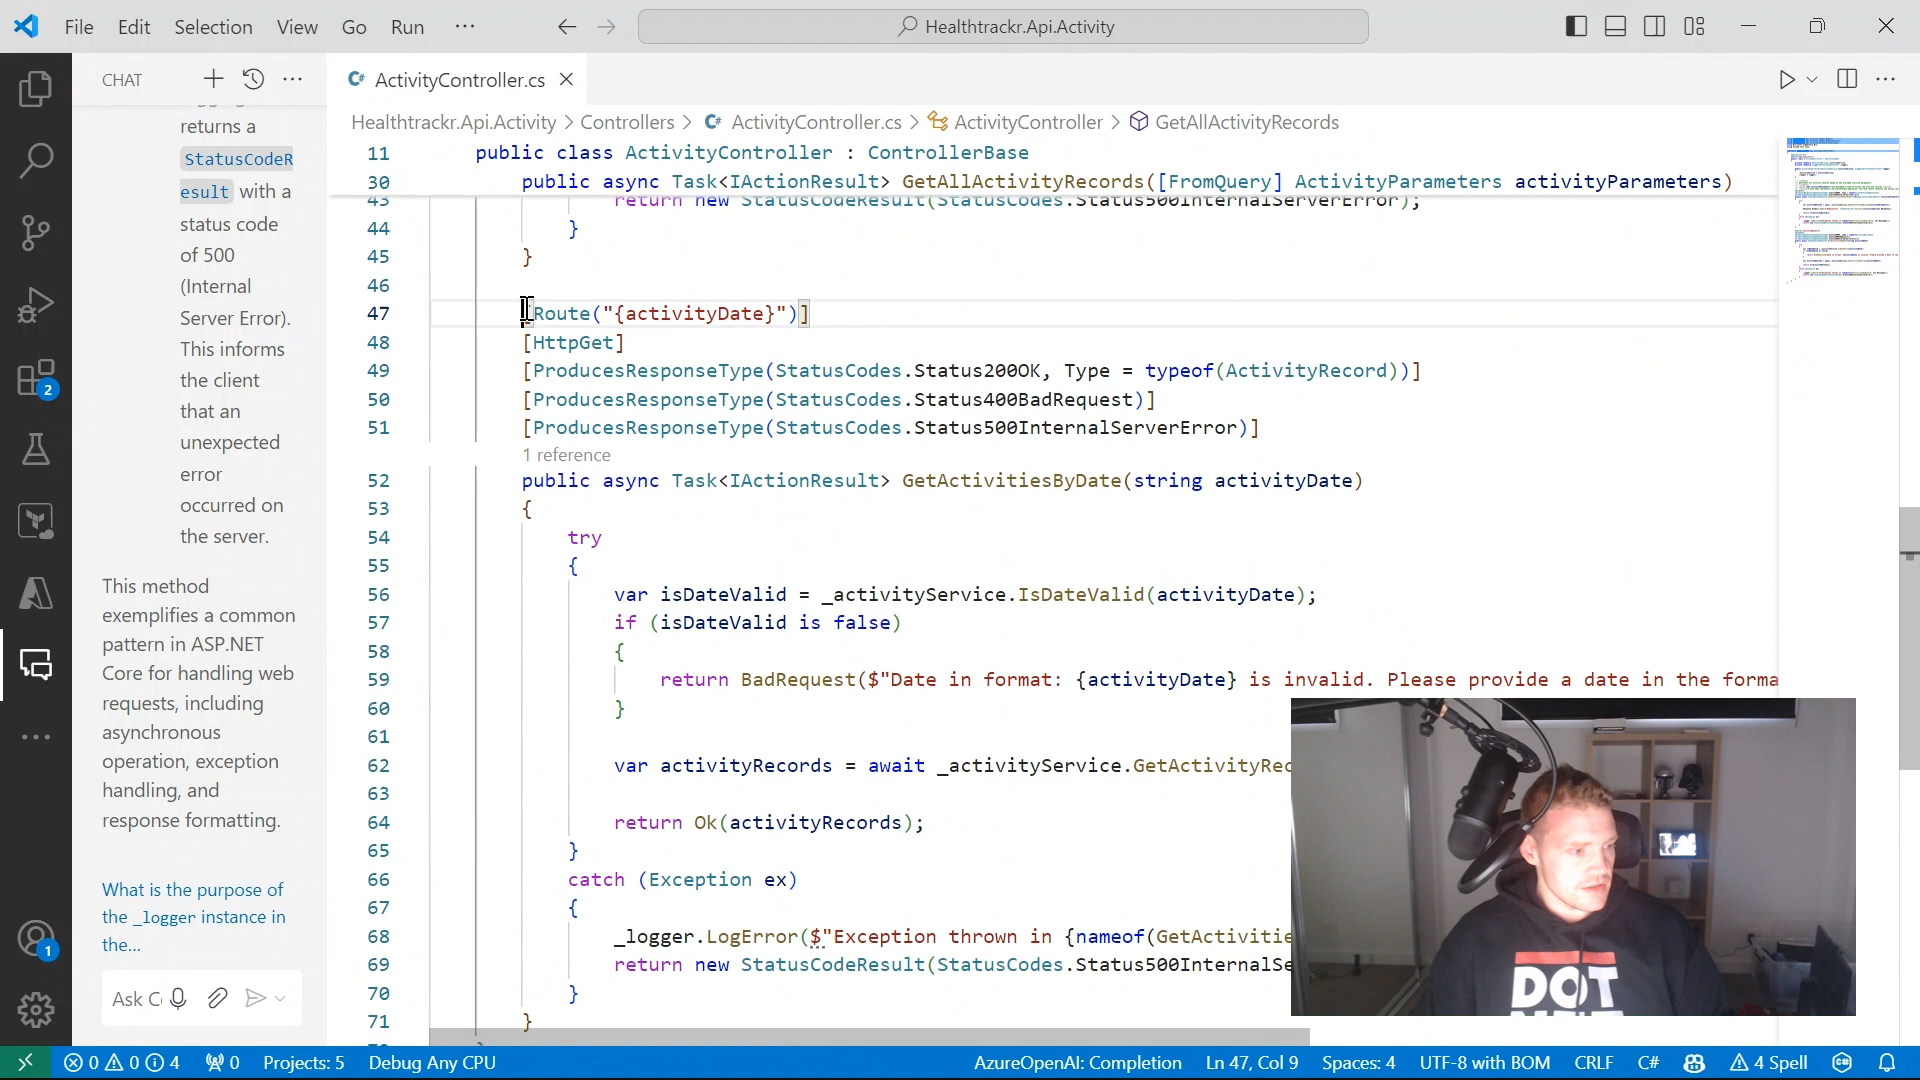 File Edit Selection View Go Run ···
Healthtrackr.Api.Activity
CHAT
returns a
StatusCodeR
esult with a
status code
of 500
(Internal
Server Error).
This informs
the client
that an
unexpected
error
occurred on
the server.
This method
exemplifies a common
pattern in ASP.NET
Core for handling web
requests, including
asynchronous
operation, exception
handling, and
response formatting.
What is the purpose of
the _logger instance in
the...
Ask C
2
1
C# ActivityController.cs
Healthtrackr.Api.Activity > Controllers > C# ActivityController.cs > ActivityController > GetAllActivityRecords
11 public class ActivityController : ControllerBase
30 public async Task<IActionResult> GetAllActivityRecords([FromQuery] ActivityParameters activityParameters)
43 return new StatusCodeResult(StatusCodes.Status500InternalServerError);
44 }
45 }
46
47 [Route("{activityDate}")]
48 [HttpGet]
49 [ProducesResponseType(StatusCodes.Status200OK, Type = typeof(ActivityRecord))]
50 [ProducesResponseType(StatusCodes.Status400BadRequest)]
51 [ProducesResponseType(StatusCodes.Status500InternalServerError)]
1 reference
52 public async Task<IActionResult> GetActivitiesByDate(string activityDate)
53 {
54 try
55 {
56 var isDateValid = _activityService.IsDateValid(activityDate);
57 if (isDateValid is false)
58 {
59 return BadRequest($"Date in format: {activityDate} is invalid. Please provide a date in the forma
60 }
61
62 var activityRecords = await _activityService.GetActivityRec
63
64 return Ok(activityRecords);
65 }
66 catch (Exception ex)
67 {
68 _logger.LogError($"Exception thrown in {nameof(GetActivitie
69 return new StatusCodeResult(StatusCodes.Status500InternalSe
70 }
71 }
DOT
0 0 4 0 Projects: 5 Debug Any CPU AzureOpenAI: Completion Ln 47, Col 9 Spaces: 4 UTF-8 with BOM CRLF C# 4 Spell